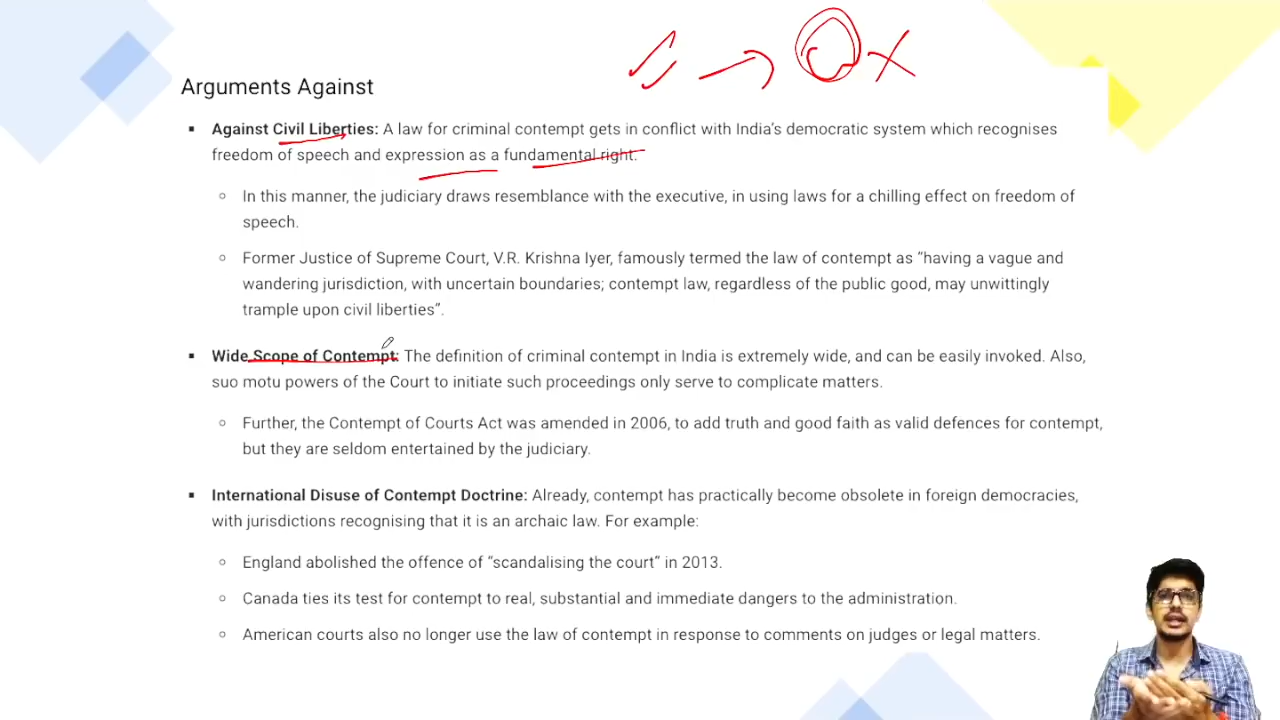 Arguments Against
▪ Against Civil Liberties: A law for criminal contempt gets in conflict with India's democratic system which recognises
freedom of speech and expression as a fundamental right.
○ In this manner, the judiciary draws resemblance with the executive, in using laws for a chilling effect on freedom of
speech.
○ Former Justice of Supreme Court, V.R. Krishna Iyer, famously termed the law of contempt as "having a vague and
wandering jurisdiction, with uncertain boundaries; contempt law, regardless of the public good, may unwittingly
trample upon civil liberties".
▪ Wide Scope of Contempt: The definition of criminal contempt in India is extremely wide, and can be easily invoked. Also,
suo motu powers of the Court to initiate such proceedings only serve to complicate matters.
○ Further, the Contempt of Courts Act was amended in 2006, to add truth and good faith as valid defences for contempt,
but they are seldom entertained by the judiciary.
▪ International Disuse of Contempt Doctrine: Already, contempt has practically become obsolete in foreign democracies,
with jurisdictions recognising that it is an archaic law. For example:
○ England abolished the offence of "scandalising the court" in 2013.
○ Canada ties its test for contempt to real, substantial and immediate dangers to the administration.
○ American courts also no longer use the law of contempt in response to comments on judges or legal matters.